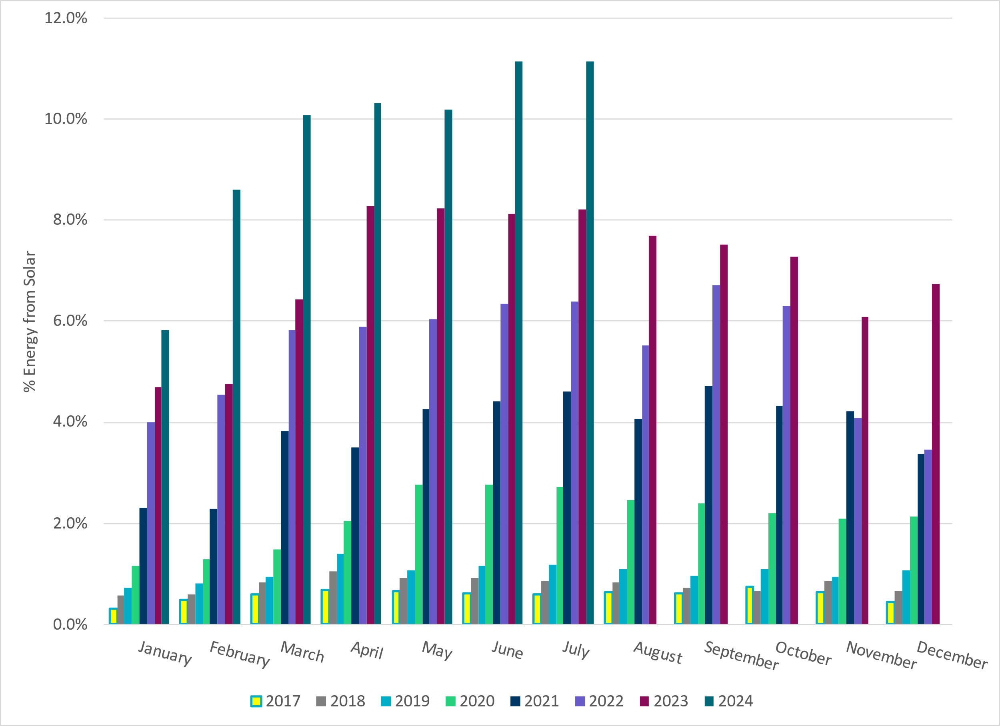 12.0%
10.0%
8.0%
6.0%
4.0%
2.0%
0.0%
% Energy from Solar
January
February
March
April
May
June
July
August
September
October
November
December
2017 2018 2019 2020 2021 2022 2023 2024